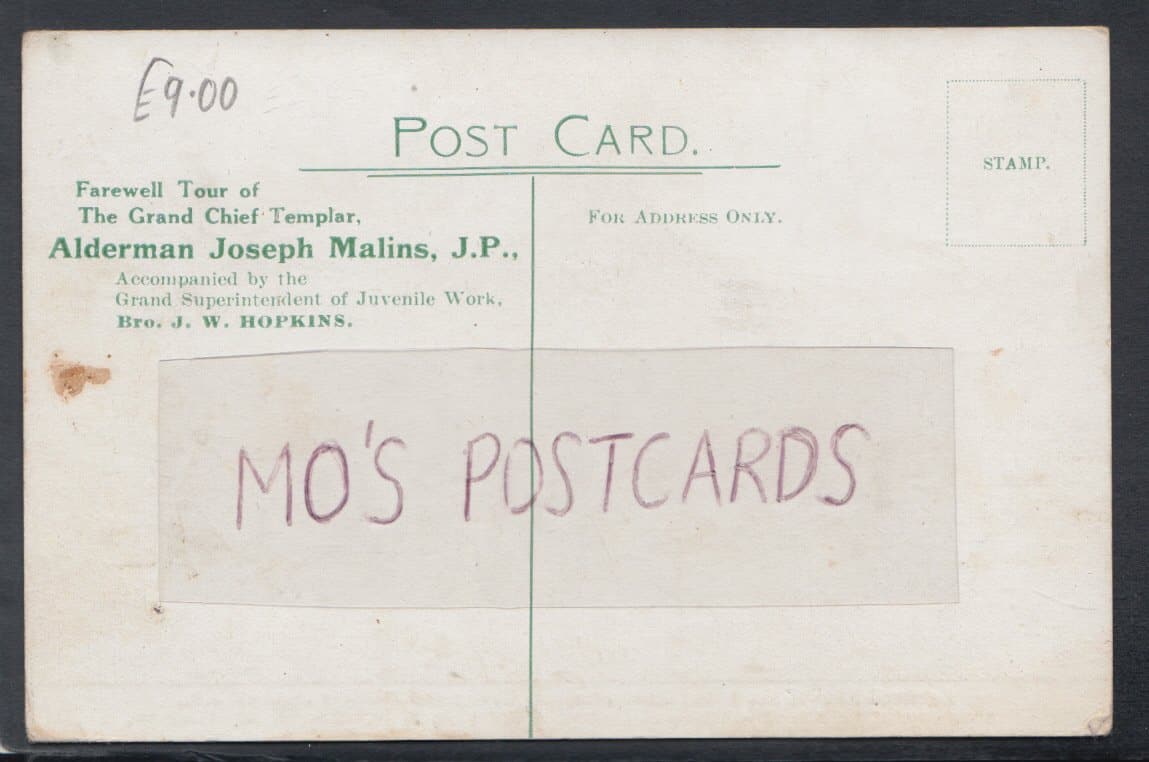 £9.00
POST CARD.
STAMP.
Farewell Tour of
The Grand Chief Templar,
Alderman Joseph Malins, J.P.,
Accompanied by the
Grand Superintendent of Juvenile Work,
Bro. J. W. HOPKINS.
FOR ADDRESS ONLY.
MO'S POSTCARDS